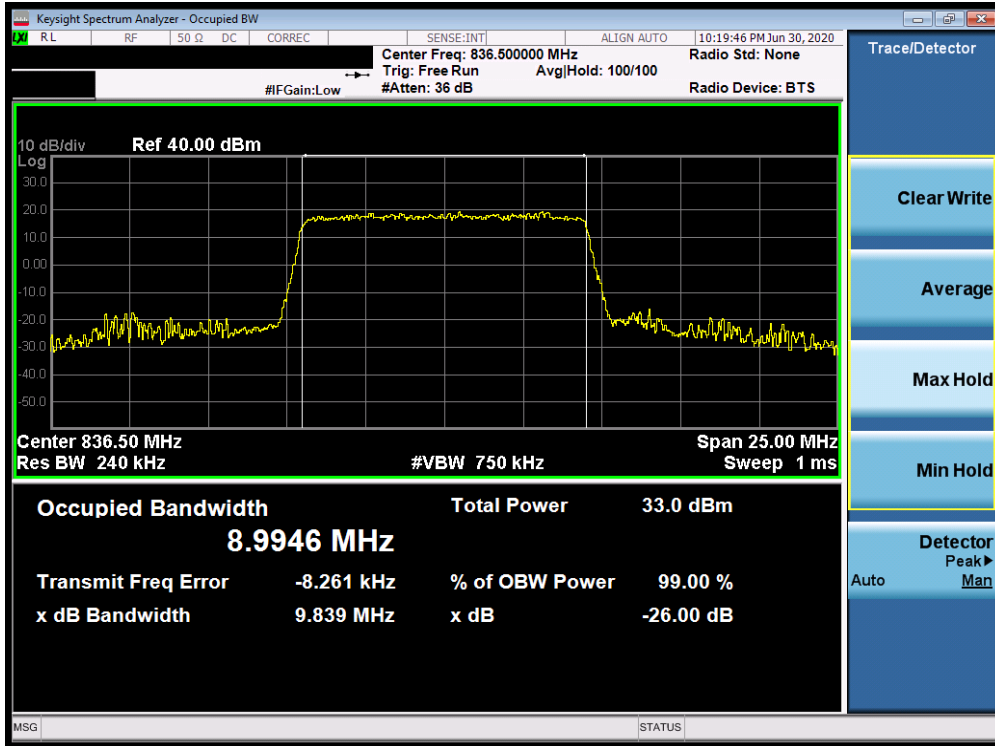 Keysight Spectrum Analyzer - Occupied BW
LXI RL RF 50 Ω DC CORREC SENSE:INT ALIGN AUTO 10:19:46 PM Jun 30, 2020
Center Freq: 836.500000 MHz Radio Std: None
Trig: Free Run Avg|Hold: 100/100
#IFGain:Low #Atten: 36 dB Radio Device: BTS
Trace/Detector
10 dB/div Ref 40.00 dBm
Log
30.0
20.0
10.0
0.00
-10.0
-20.0
-30.0
-40.0
-50.0
Center 836.50 MHz Span 25.00 MHz
Res BW 240 kHz #VBW 750 kHz Sweep 1 ms
Occupied Bandwidth Total Power 33.0 dBm
8.9946 MHz
Transmit Freq Error -8.261 kHz % of OBW Power 99.00 %
x dB Bandwidth 9.839 MHz x dB -26.00 dB
Clear Write
Average
Max Hold
Min Hold
Detector
Peak▶
Auto Man
MSG STATUS